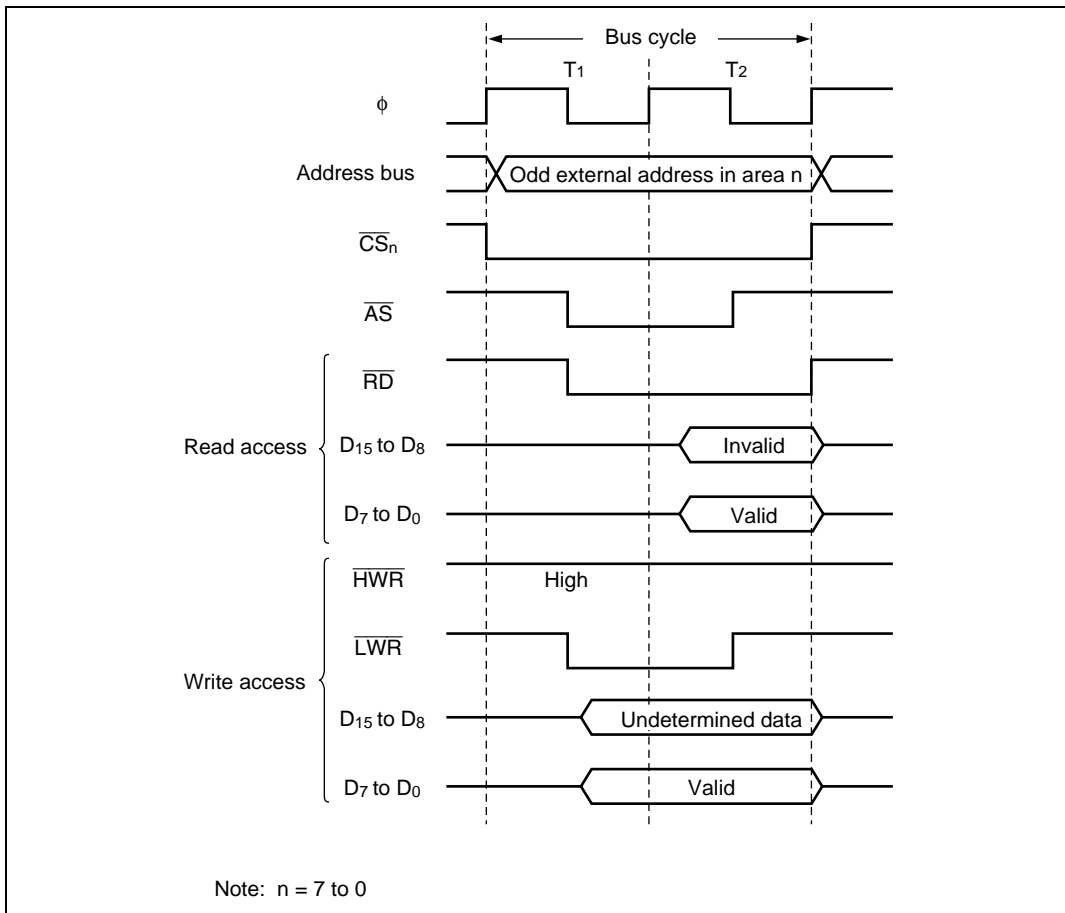 Bus cycle
T1 T2
φ
Address bus Odd external address in area n
CSn
AS
RD
Read access D15 to D8 Invalid
D7 to D0 Valid
HWR High
LWR
Write access
D15 to D8 Undetermined data
D7 to D0 Valid
Note: n = 7 to 0